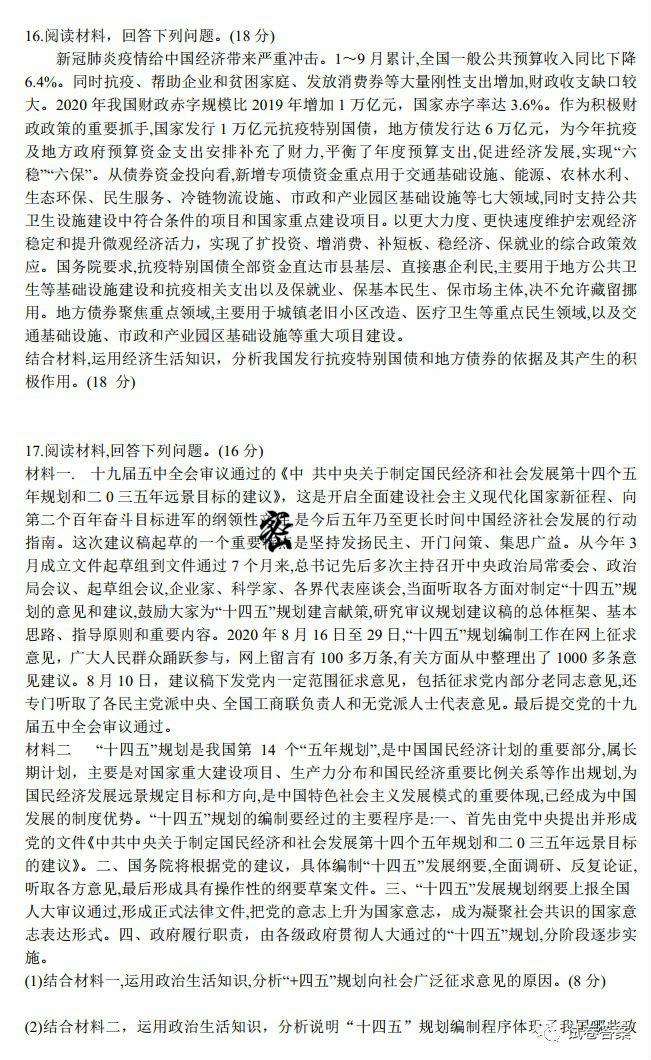 16.阅读材料，回答下列问题。(18 分)
新冠肺炎疫情给中国经济带来严重冲击。1～9 月累计,全国一般公共预算收入同比下降
6.4%。同时抗疫、帮助企业和贫困家庭、发放消费券等大量刚性支出增加,财政收支缺口较
大。2020 年我国财政赤字规模比 2019 年增加 1 万亿元，国家赤字率达 3.6%。作为积极财
政政策的重要抓手,国家发行 1 万亿元抗疫特别国债，地方债发行达 6 万亿元，为今年抗疫
及地方政府预算资金支出安排补充了财力,平衡了年度预算支出,促进经济发展,实现“六
稳”“六保”。从债券资金投向看,新增专项债资金重点用于交通基础设施、能源、农林水利、
生态环保、民生服务、冷链物流设施、市政和产业园区基础设施等七大领域,同时支持公共
卫生设施建设中符合条件的项目和国家重点建设项目。以更大力度、更快速度维护宏观经济
稳定和提升微观经济活力，实现了扩投资、增消费、补短板、稳经济、保就业的综合政策效
应。国务院要求,抗疫特别国债全部资金直达市县基层、直接惠企利民,主要用于地方公共卫
生等基础设施建设和抗疫相关支出以及保就业、保基本民生、保市场主体,决不允许藏留挪
用。地方债券聚焦重点领域,主要用于城镇老旧小区改造、医疗卫生等重点民生领域,以及交
通基础设施、市政和产业园区基础设施等重大项目建设。
结合材料,运用经济生活知识，分析我国发行抗疫特别国债和地方债券的依据及其产生的积
极作用。(18 分)
17.阅读材料,回答下列问题。(16 分)
材料一. 十九届五中全会审议通过的《中 共中央关于制定国民经济和社会发展第十四个五
年规划和二 0 三五年远景目标的建议》，这是开启全面建设社会主义现代化国家新征程、向
第二个百年奋斗目标进军的纲领性文件,是今后五年乃至更长时间中国经济社会发展的行动
指南。这次建议稿起草的一个重要 是坚持发扬民主、开门问策、集思广益。从今年 3
月成立文件起草组到文件通过 7 个月来,总书记先后多次主持召开中央政治局常委会、政治
局会议、起草组会议,企业家、科学家、各界代表座谈会,当面听取各方面对制定“十四五”规
划的意见和建议,鼓励大家为“十四五”规划建言献策,研究审议规划建议稿的总体框架、基本
思路、指导原则和重要内容。2020 年 8 月 16 日至 29 日,“十四五”规划编制工作在网上征求
意见，广大人民群众踊跃参与，网上留言有 100 多万条,有关方面从中整理出了 1000 多条意
见建议。8 月 10 日，建议稿下发党内一定范围征求意见，包括征求党内部分老同志意见,还
专门听取了各民主党派中央、全国工商联负责人和无党派人士代表意见。最后提交党的十九
届五中全会审议通过。
材料二 “十四五”规划是我国第 14 个“五年规划”,是中国国民经济计划的重要部分,属长
期计划，主要是对国家重大建设项目、生产力分布和国民经济重要比例关系等作出规划,为
国民经济发展远景规定目标和方向,是中国特色社会主义发展模式的重要体现,已经成为中国
发展的制度优势。“十四五”规划的编制要经过的主要程序是:一、首先由党中央提出并形成
党的文件《中共中央关于制定国民经济和社会发展第十四个五年规划和二 0 三五年远景目标
的建议》。二、国务院将根据党的建议，具体编制“十四五”发展纲要,全面调研、反复论证,
听取各方意见,最后形成具有操作性的纲要草案文件。三、“十四五”发展规划纲要上报全国
人大审议通过,形成正式法律文件,把党的意志上升为国家意志，成为凝聚社会共识的国家意
志表达形式。四、政府履行职责，由各级政府贯彻人大通过的“十四五”规划,分阶段逐步实
施。
(1)结合材料一,运用政治生活知识,分析“+四五”规划向社会广泛征求意见的原因。(8 分)
(2)结合材料二，运用政治生活知识，分析说明“十四五”规划编制程序体现了我国哪些政
密
试卷答案